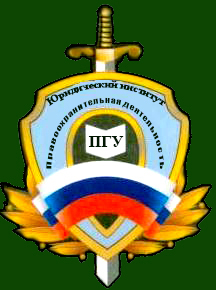 Юридический институт
Правоохранительная деятельность
ПГУ